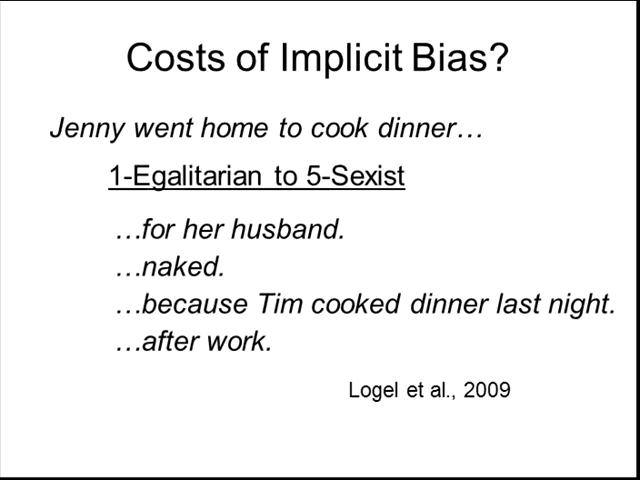 Costs of Implicit Bias?
Jenny went home to cook dinner…
1-Egalitarian to 5-Sexist
…for her husband.
…naked.
…because Tim cooked dinner last night.
…after work.
Logel et al., 2009